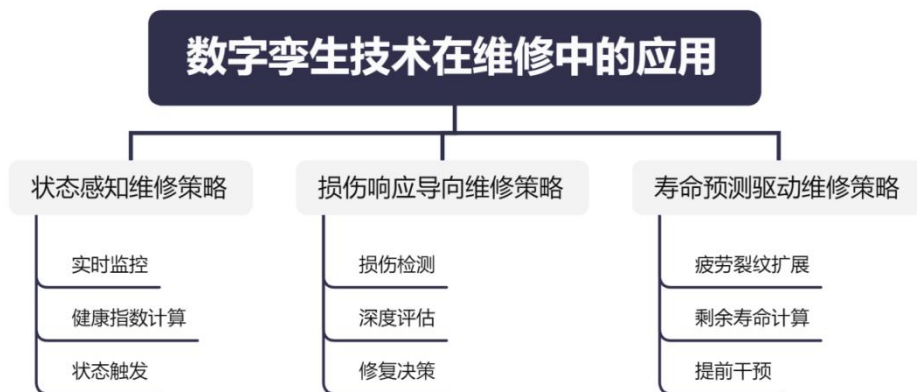 数字孪生技术在维修中的应用
状态感知维修策略
实时监控
健康指数计算
状态触发
损伤响应导向维修策略
损伤检测
深度评估
修复决策
寿命预测驱动维修策略
疲劳裂纹扩展
剩余寿命计算
提前干预